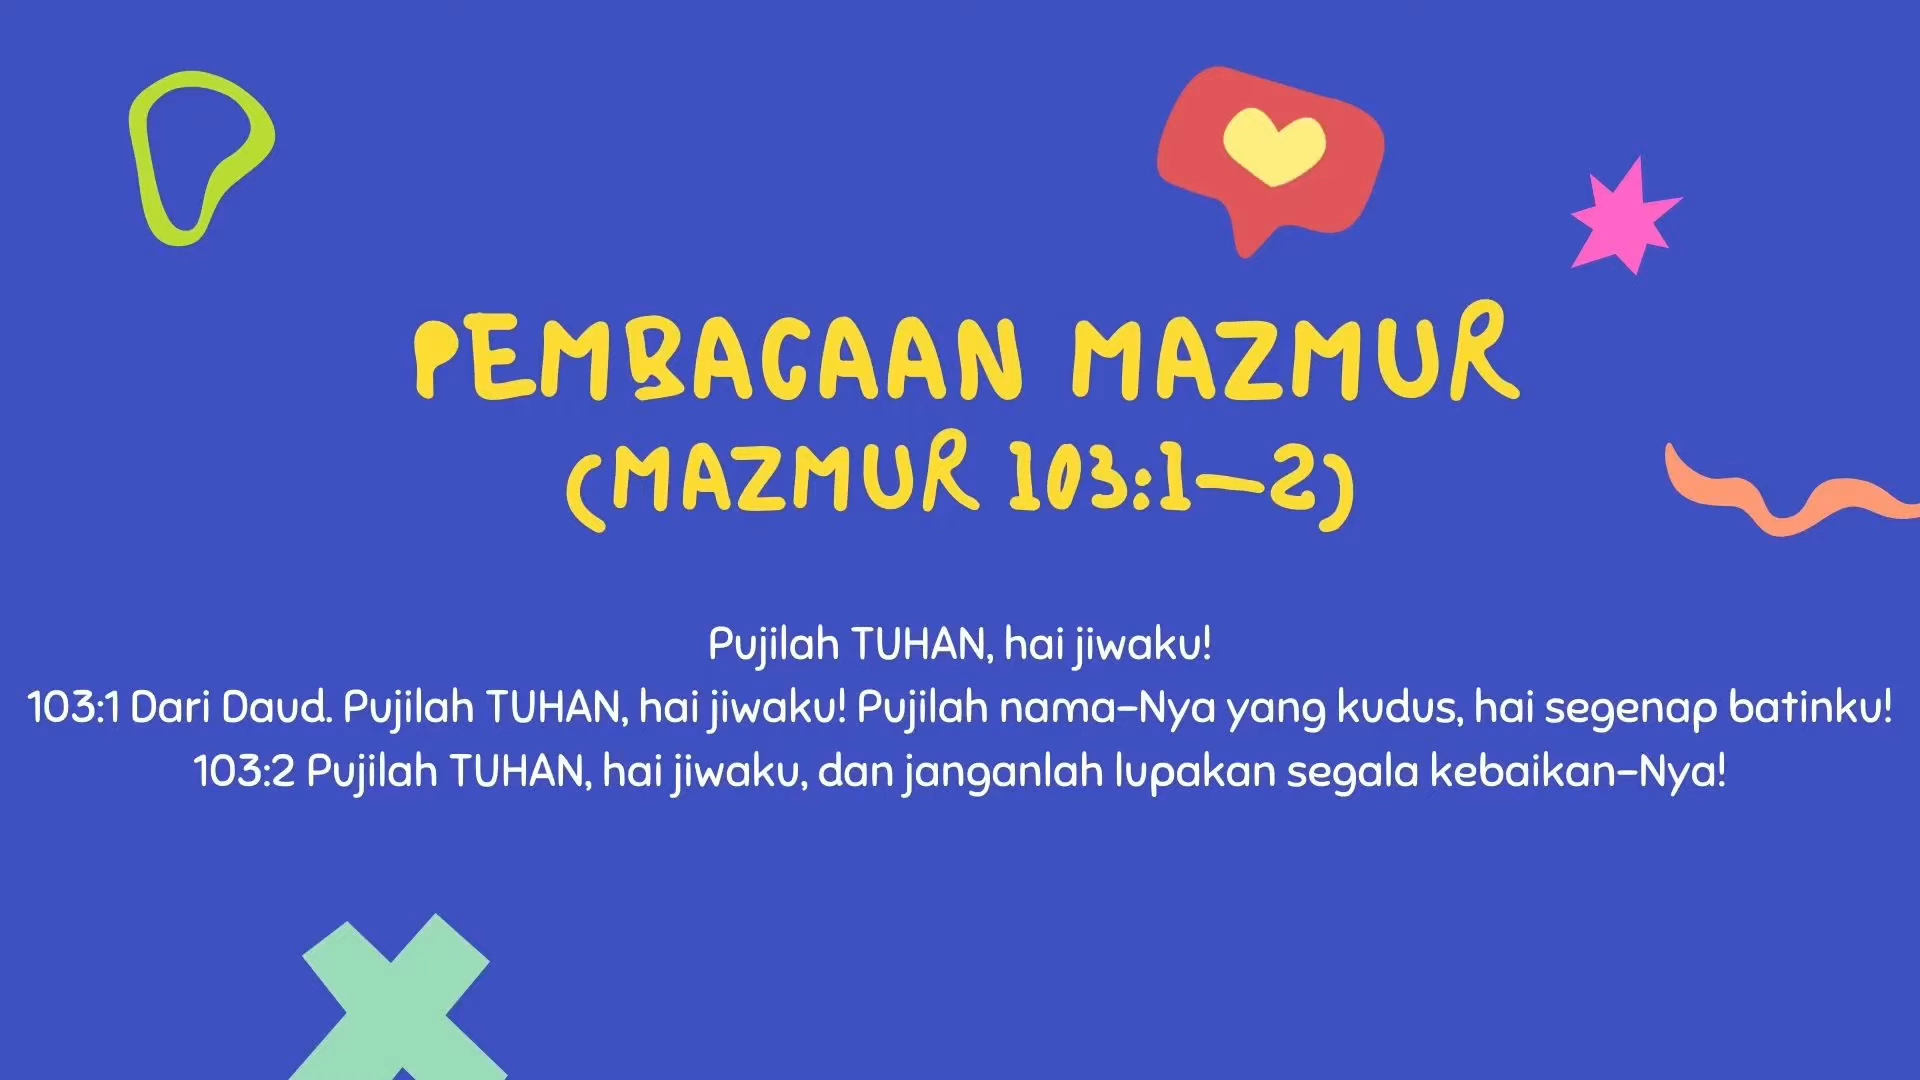 PEMBACAAN MAZMUR
(MAZMUR 103:1–2)
Pujilah TUHAN, hai jiwaku!
103:1 Dari Daud. Pujilah TUHAN, hai jiwaku! Pujilah nama-Nya yang kudus, hai segenap batinku!
103:2 Pujilah TUHAN, hai jiwaku, dan janganlah lupakan segala kebaikan-Nya!